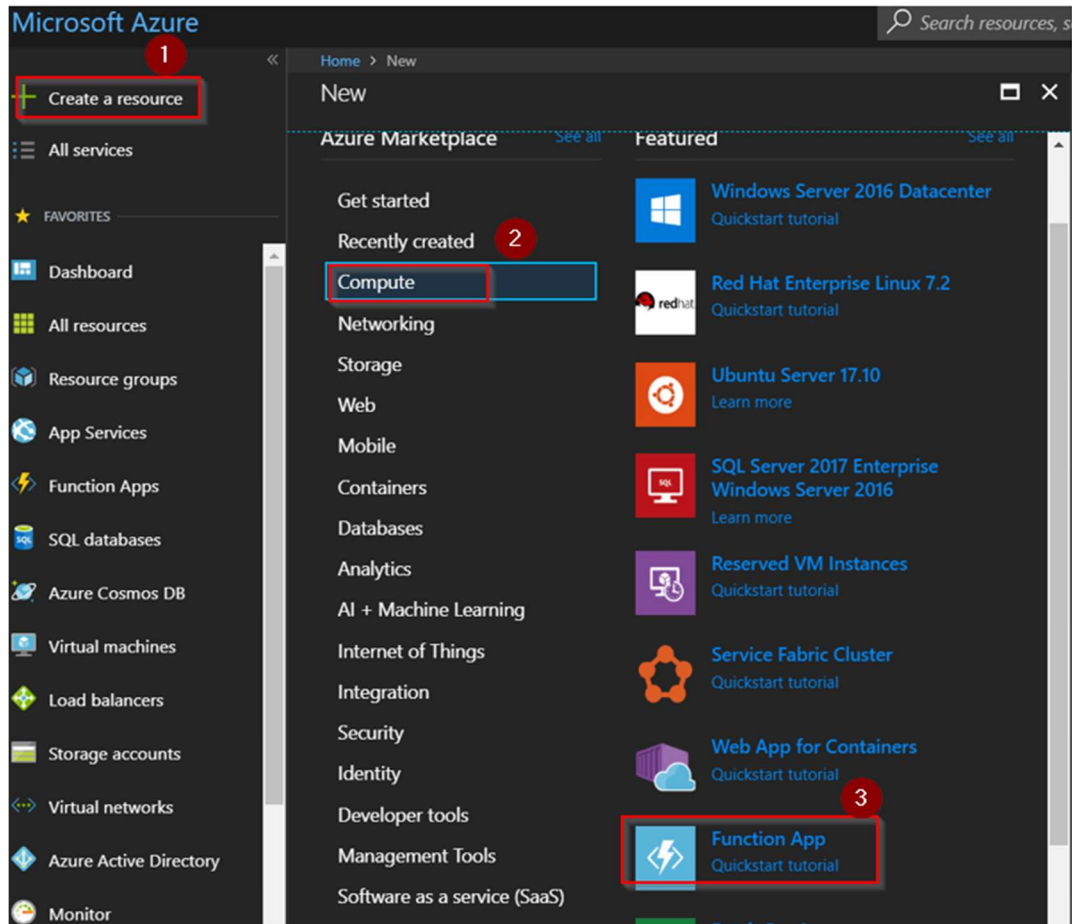 Microsoft Azure
Search resources, s
1
Create a resource
All services
FAVORITES
Dashboard
All resources
Resource groups
App Services
Function Apps
SQL
SQL databases
Azure Cosmos DB
Virtual machines
Load balancers
Storage accounts
Virtual networks
Azure Active Directory
Monitor
Home > New
New
Azure Marketplace See all
Get started
Recently created
2
Compute
Networking
Storage
Web
Mobile
Containers
Databases
Analytics
AI + Machine Learning
Internet of Things
Integration
Security
Identity
Developer tools
Management Tools
Software as a service (SaaS)
Featured See all
Windows Server 2016 Datacenter
Quickstart tutorial
redhat
Red Hat Enterprise Linux 7.2
Quickstart tutorial
Ubuntu Server 17.10
Learn more
SQL
SQL Server 2017 Enterprise
Windows Server 2016
Learn more
Reserved VM Instances
Quickstart tutorial
Service Fabric Cluster
Quickstart tutorial
Web App for Containers
Quickstart tutorial
3
Function App
Quickstart tutorial